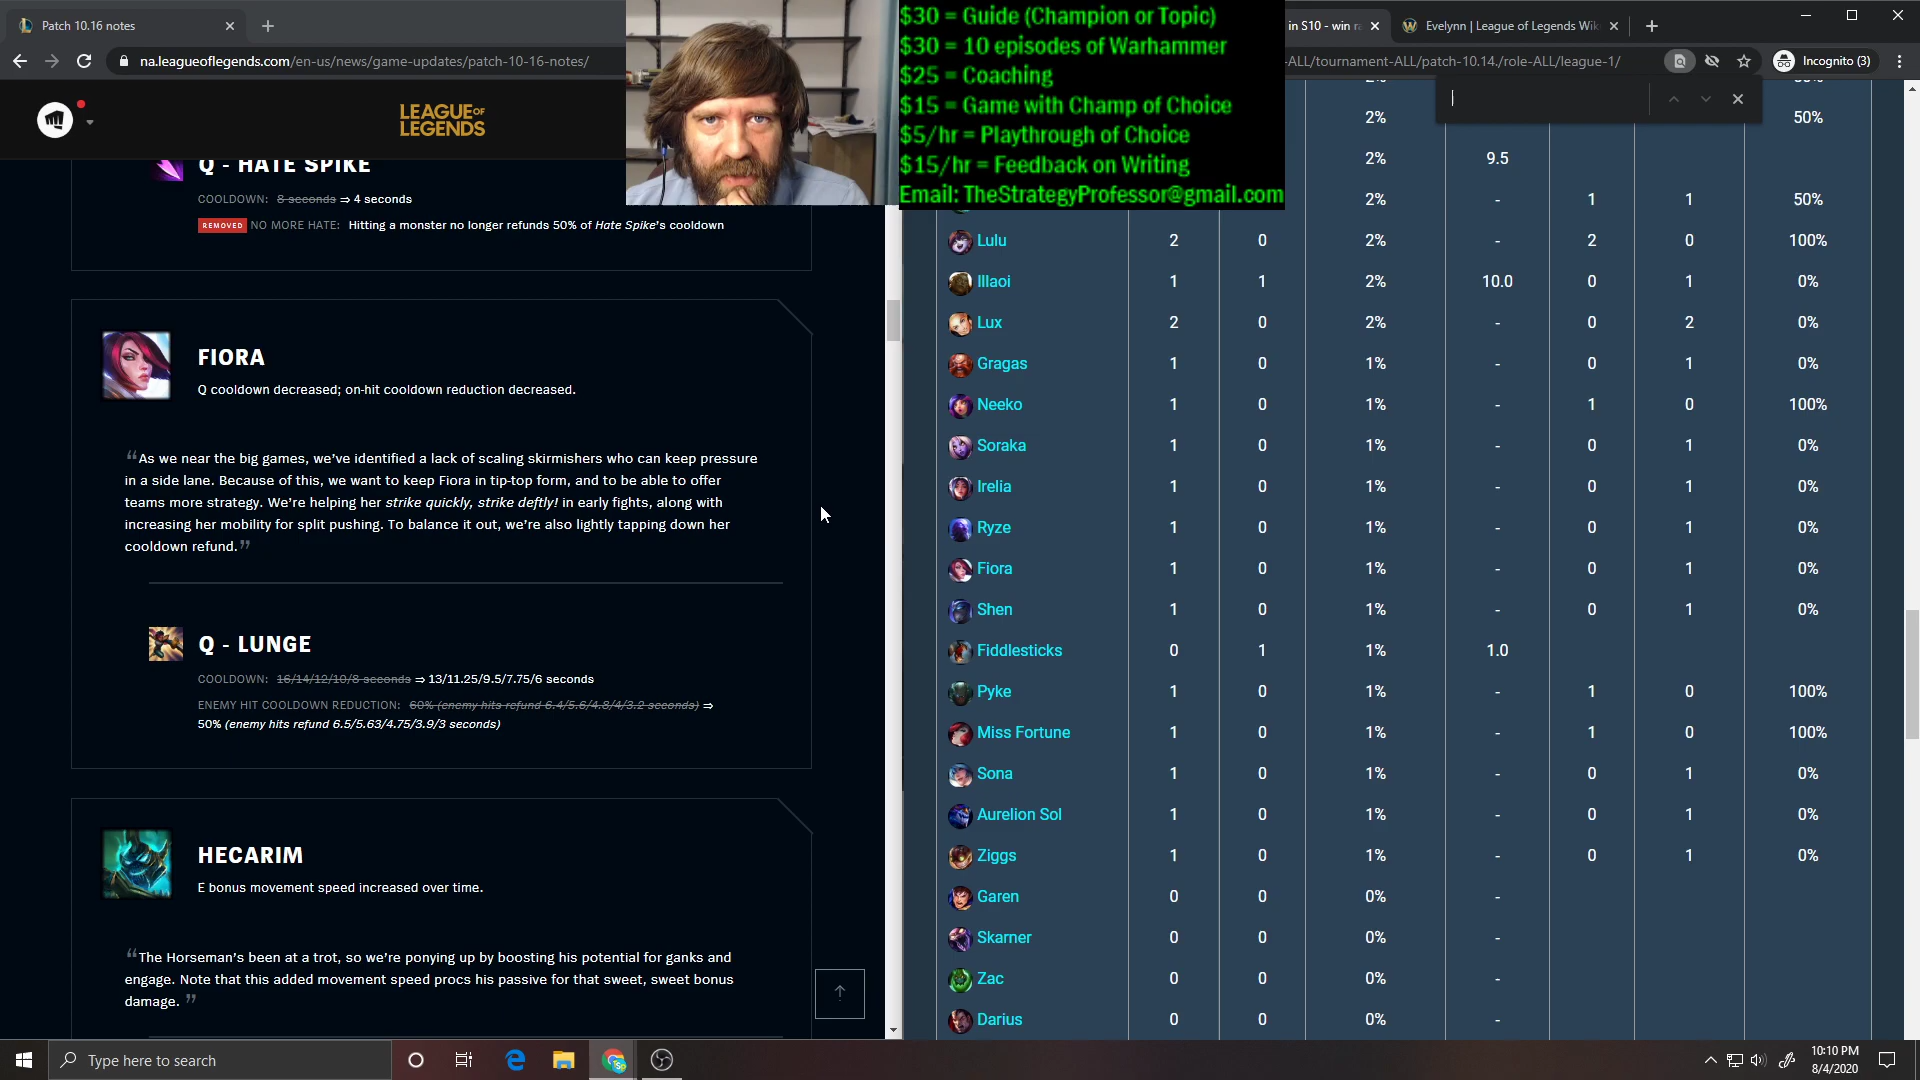 Patch 10.16 notes
in S10 - win ra
Evelynn | League of Legends Wik
na.leagueoflegends.com/en-us/news/game-updates/patch-10-16-notes/
-ALL/tournament-ALL/patch-10.14./role-ALL/league-1/
Incognito (3)
$30 = Guide (Champion or Topic)
$30 = 10 episodes of Warhammer
$25 = Coaching
$15 = Game with Champ of Choice
$5/hr = Playthrough of Choice
$15/hr = Feedback on Writing
Email: TheStrategyProfessor@gmail.com
LEAGUE OF
LEGENDS
Q - HATE SPIKE
COOLDOWN: 8 seconds ⇒ 4 seconds
REMOVED NO MORE HATE: Hitting a monster no longer refunds 50% of Hate Spike's cooldown
FIORA
Q cooldown decreased; on-hit cooldown reduction decreased.
“As we near the big games, we’ve identified a lack of scaling skirmishers who can keep pressure
in a side lane. Because of this, we want to keep Fiora in tip-top form, and to be able to offer
teams more strategy. We’re helping her strike quickly, strike deftly! in early fights, along with
increasing her mobility for split pushing. To balance it out, we’re also lightly tapping down her
cooldown refund.”
Q - LUNGE
COOLDOWN: 16/14/12/10/8 seconds ⇒ 13/11.25/9.5/7.75/6 seconds
ENEMY HIT COOLDOWN REDUCTION: 60% (enemy hits refund 6.4/5.6/4.8/4/3.2 seconds) ⇒
50% (enemy hits refund 6.5/5.63/4.75/3.9/3 seconds)
HECARIM
E bonus movement speed increased over time.
“The Horseman’s been at a trot, so we’re ponying up by boosting his potential for ganks and
engage. Note that this added movement speed procs his passive for that sweet, sweet bonus
damage. ”
2% 50%
2% 9.5
2% - 1 1 50%
Lulu 2 0 2% - 2 0 100%
Illaoi 1 1 2% 10.0 0 1 0%
Lux 2 0 2% - 0 2 0%
Gragas 1 0 1% - 0 1 0%
Neeko 1 0 1% - 1 0 100%
Soraka 1 0 1% - 0 1 0%
Irelia 1 0 1% - 0 1 0%
Ryze 1 0 1% - 0 1 0%
Fiora 1 0 1% - 0 1 0%
Shen 1 0 1% - 0 1 0%
Fiddlesticks 0 1 1% 1.0
Pyke 1 0 1% - 1 0 100%
Miss Fortune 1 0 1% - 1 0 100%
Sona 1 0 1% - 0 1 0%
Aurelion Sol 1 0 1% - 0 1 0%
Ziggs 1 0 1% - 0 1 0%
Garen 0 0 0% -
Skarner 0 0 0% -
Zac 0 0 0% -
Darius 0 0 0% -
Type here to search
10:10 PM
8/4/2020